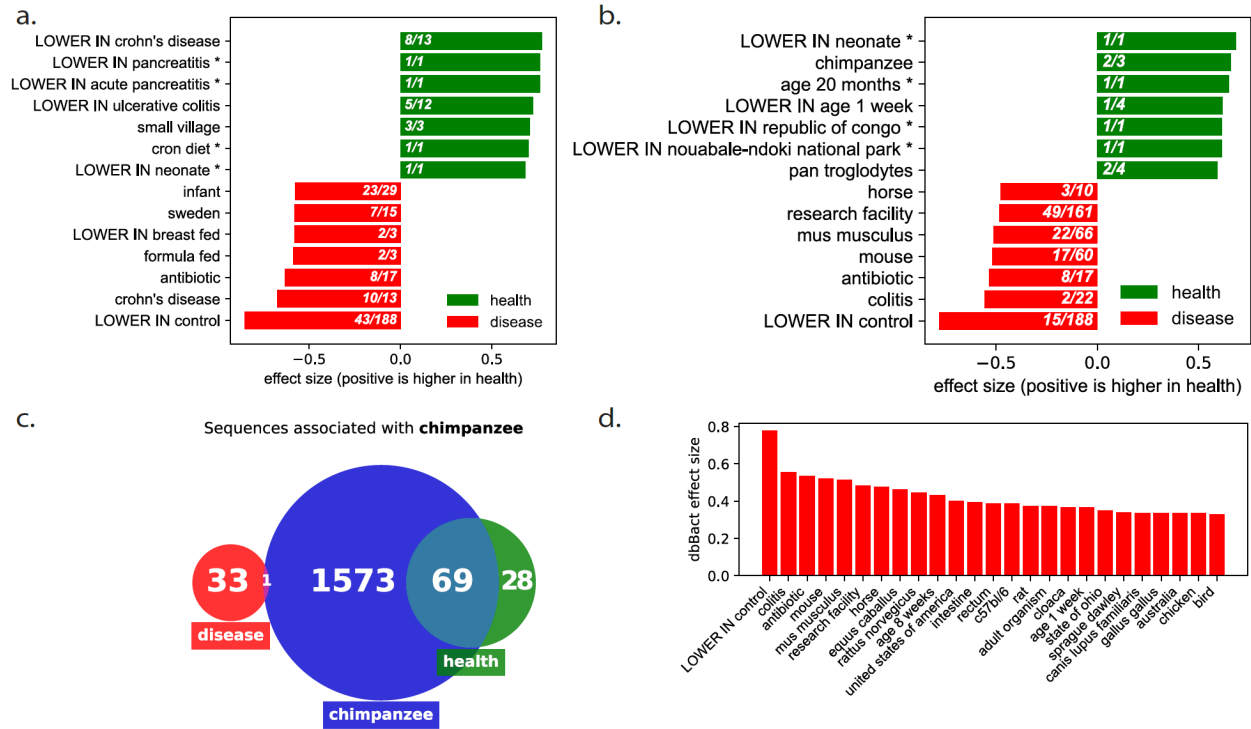 a.
LOWER IN crohn's disease 8/13
LOWER IN pancreatitis * 1/1
LOWER IN acute pancreatitis * 1/1
LOWER IN ulcerative colitis 5/12
small village 3/3
cron diet * 1/1
LOWER IN neonate * 1/1
infant 23/29
sweden 7/15
LOWER IN breast fed 2/3
formula fed 2/3
antibiotic 8/17
crohn's disease 10/13
LOWER IN control 43/188
health
disease
−0.5 0.0 0.5
effect size (positive is higher in health)
b.
LOWER IN neonate * 1/1
chimpanzee 2/3
age 20 months * 1/1
LOWER IN age 1 week 1/4
LOWER IN republic of congo * 1/1
LOWER IN nouabale-ndoki national park * 1/1
pan troglodytes 2/4
horse 3/10
research facility 49/161
mus musculus 22/66
mouse 17/60
antibiotic 8/17
colitis 2/22
LOWER IN control 15/188
health
disease
−0.5 0.0 0.5
effect size (positive is higher in health)
c.
Sequences associated with chimpanzee
33 1 1573 69 28
disease
health
chimpanzee
d.
dbBact effect size
0.8
0.6
0.4
0.2
0.0
LOWER IN control
colitis
antibiotic
mouse
mus musculus
research facility
horse
equus caballus
rattus norvegicus
age 8 weeks
united states of america
intestine
rectum
c57bl/6
rat
adult organism
cloaca
age 1 week
state of ohio
sprague dawley
canis lupus familiaris
gallus gallus
australia
chicken
bird